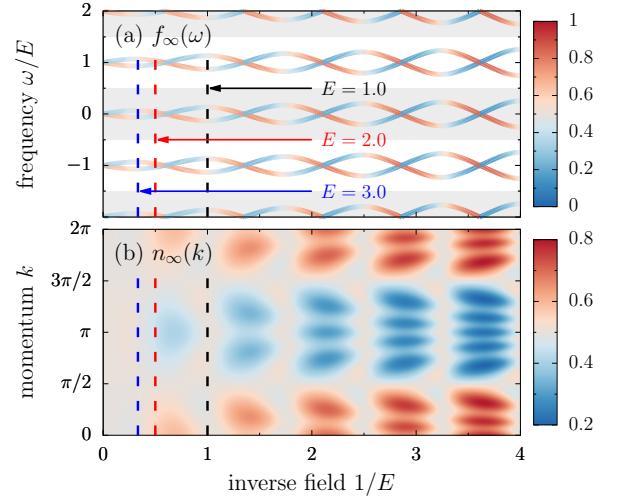 2
1
0
−1
frequency ω/E
(a) f∞(ω)
E = 1.0
E = 2.0
E = 3.0
1
0.8
0.6
0.4
0.2
0
2π
3π/2
π
π/2
0
momentum k
(b) n∞(k)
0.8
0.6
0.4
0.2
0 1 2 3 4
inverse field 1/E